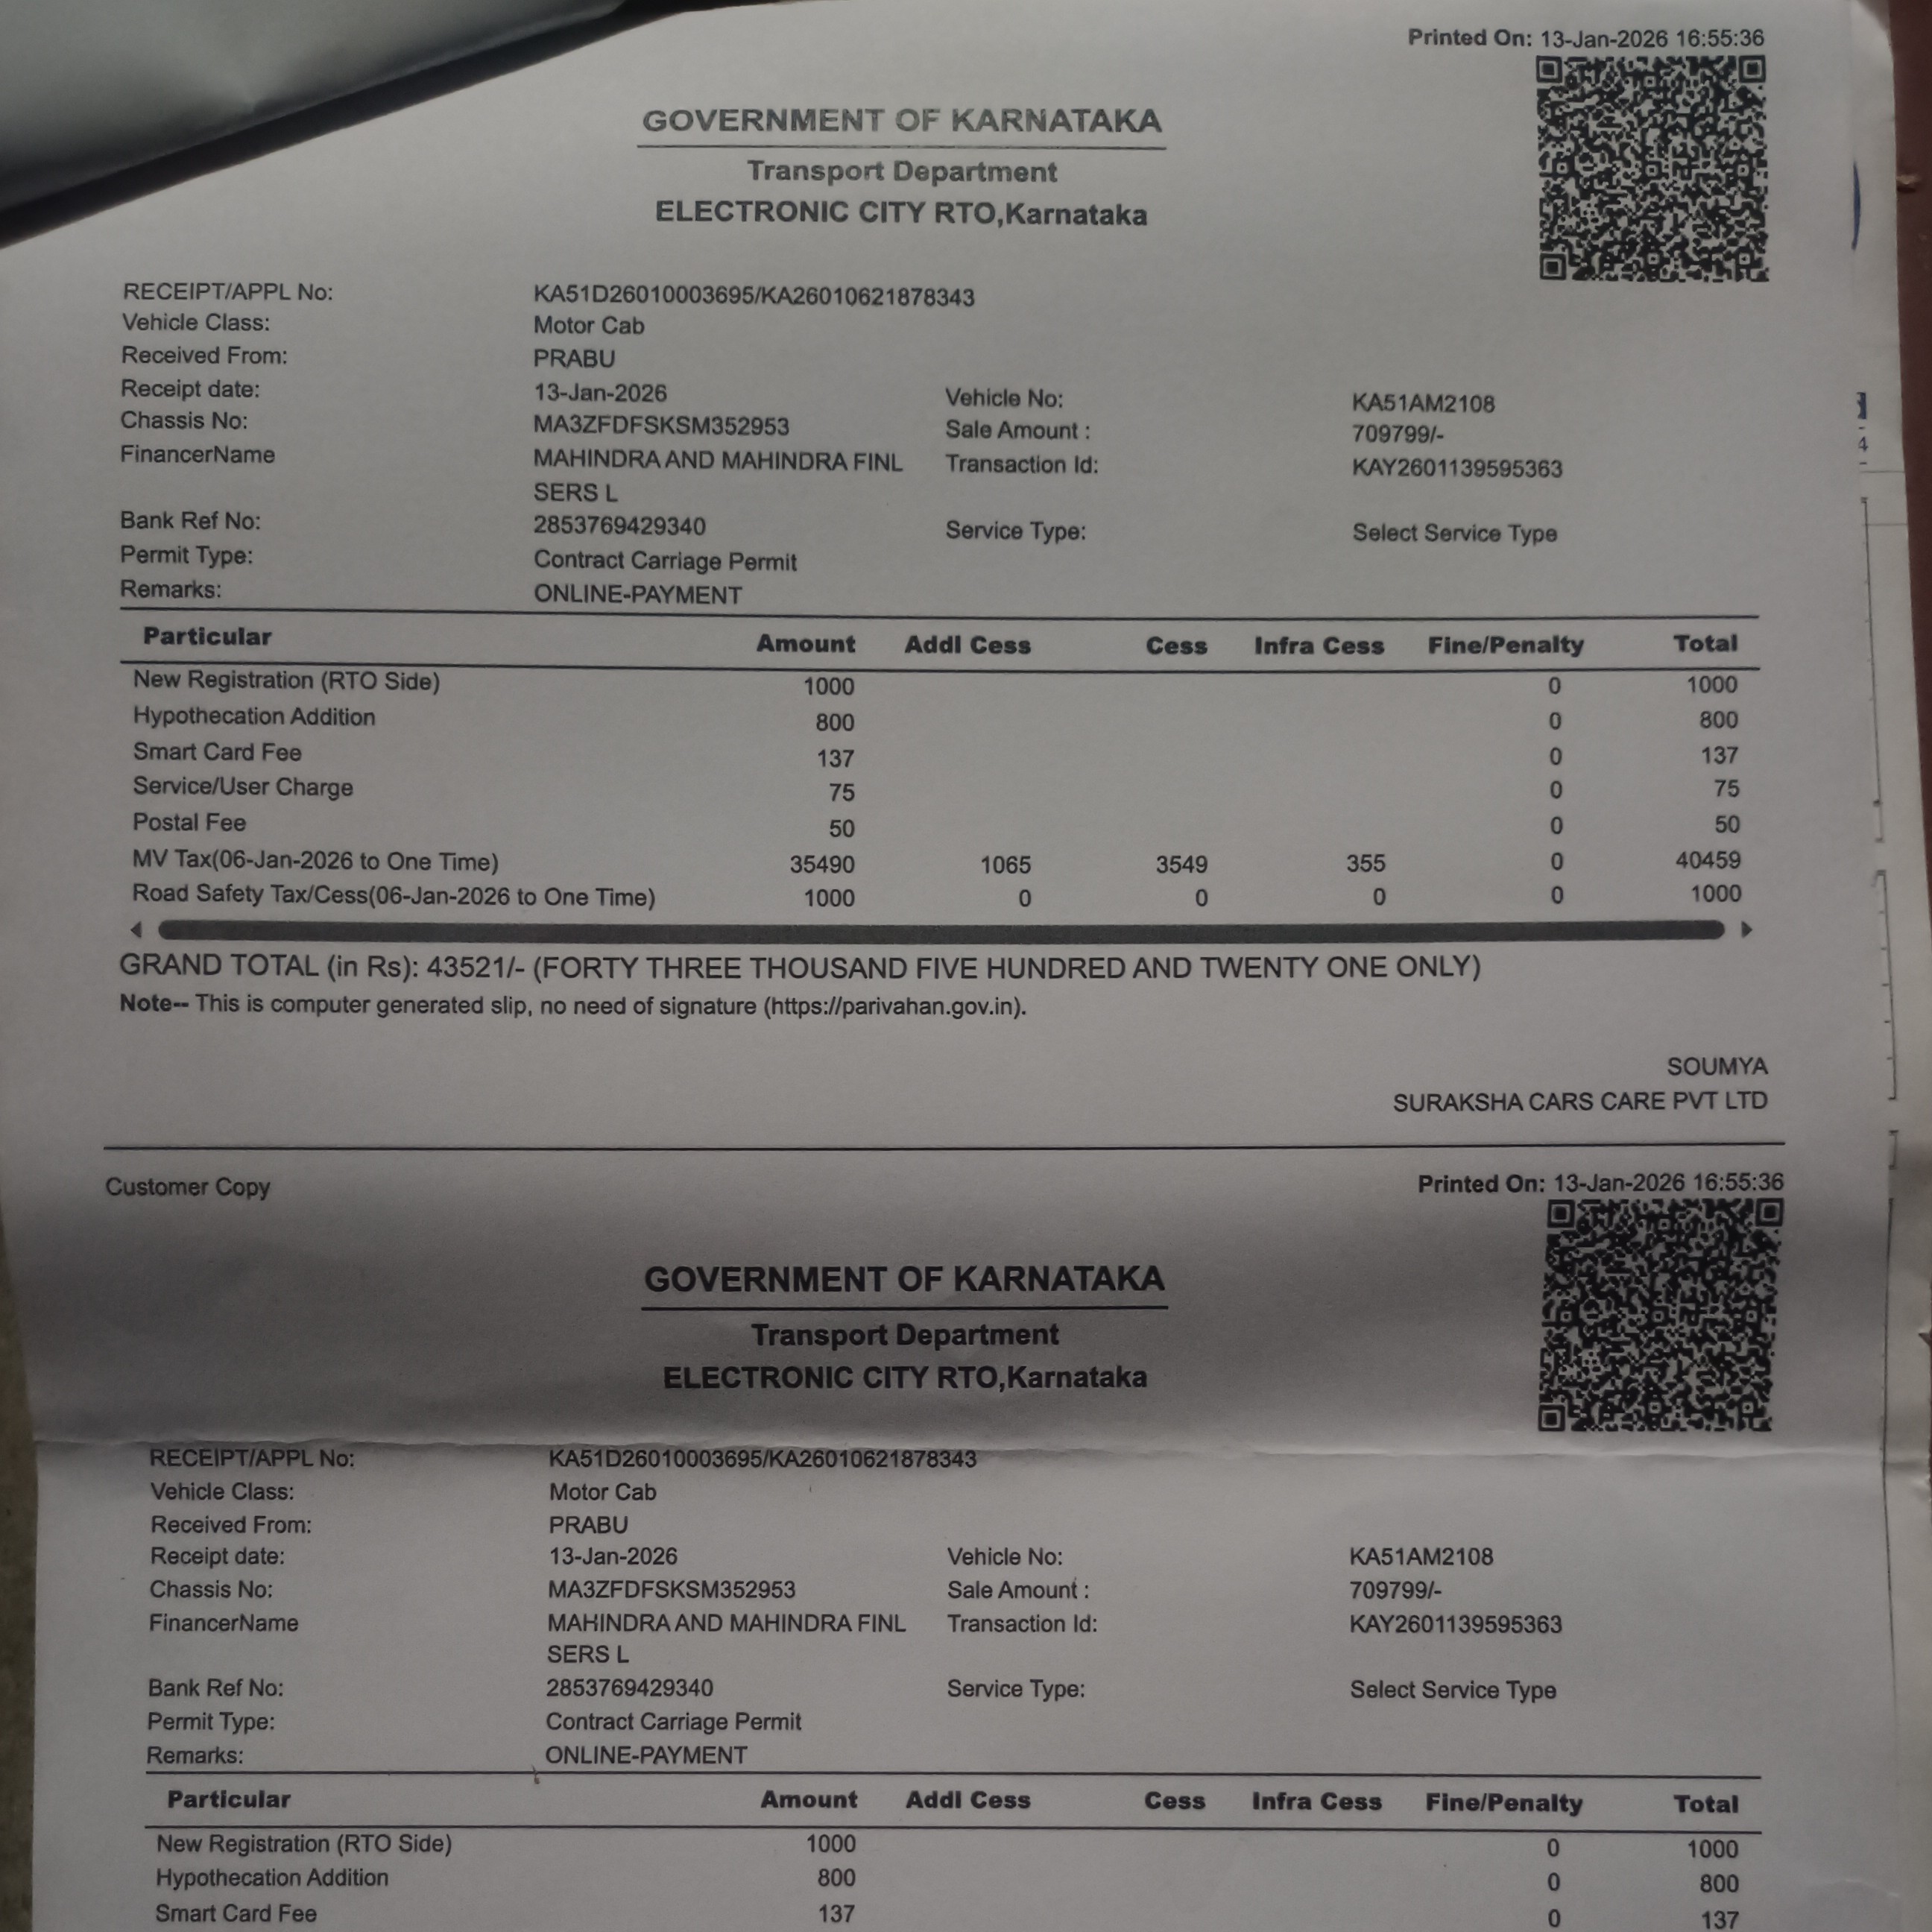 Printed On: 13-Jan-2026 16:55:36
GOVERNMENT OF KARNATAKA
Transport Department
ELECTRONIC CITY RTO,Karnataka
RECEIPT/APPL No: KA51D26010003695/KA26010621878343
Vehicle Class: Motor Cab
Received From: PRABU
Receipt date: 13-Jan-2026 Vehicle No: KA51AM2108
Chassis No: MA3ZFDFSKSM352953 Sale Amount : 709799/-
FinancerName MAHINDRA AND MAHINDRA FINL Transaction Id: KAY2601139595363
SERS L
Bank Ref No: 2853769429340 Service Type: Select Service Type
Permit Type: Contract Carriage Permit
Remarks: ONLINE-PAYMENT
Particular Amount Addl Cess Cess Infra Cess Fine/Penalty Total
New Registration (RTO Side) 1000 0 1000
Hypothecation Addition 800 0 800
Smart Card Fee 137 0 137
Service/User Charge 75 0 75
Postal Fee 50 0 50
MV Tax(06-Jan-2026 to One Time) 35490 1065 3549 355 0 40459
Road Safety Tax/Cess(06-Jan-2026 to One Time) 1000 0 0 0 0 1000
GRAND TOTAL (in Rs): 43521/- (FORTY THREE THOUSAND FIVE HUNDRED AND TWENTY ONE ONLY)
Note-- This is computer generated slip, no need of signature (https://parivahan.gov.in).
SOUMYA
SURAKSHA CARS CARE PVT LTD
Customer Copy Printed On: 13-Jan-2026 16:55:36
GOVERNMENT OF KARNATAKA
Transport Department
ELECTRONIC CITY RTO,Karnataka
RECEIPT/APPL No: KA51D26010003695/KA26010621878343
Vehicle Class: Motor Cab
Received From: PRABU
Receipt date: 13-Jan-2026 Vehicle No: KA51AM2108
Chassis No: MA3ZFDFSKSM352953 Sale Amount : 709799/-
FinancerName MAHINDRA AND MAHINDRA FINL Transaction Id: KAY2601139595363
SERS L
Bank Ref No: 2853769429340 Service Type: Select Service Type
Permit Type: Contract Carriage Permit
Remarks: ONLINE-PAYMENT
Particular Amount Addl Cess Cess Infra Cess Fine/Penalty Total
New Registration (RTO Side) 1000 0 1000
Hypothecation Addition 800 0 800
Smart Card Fee 137 0 137